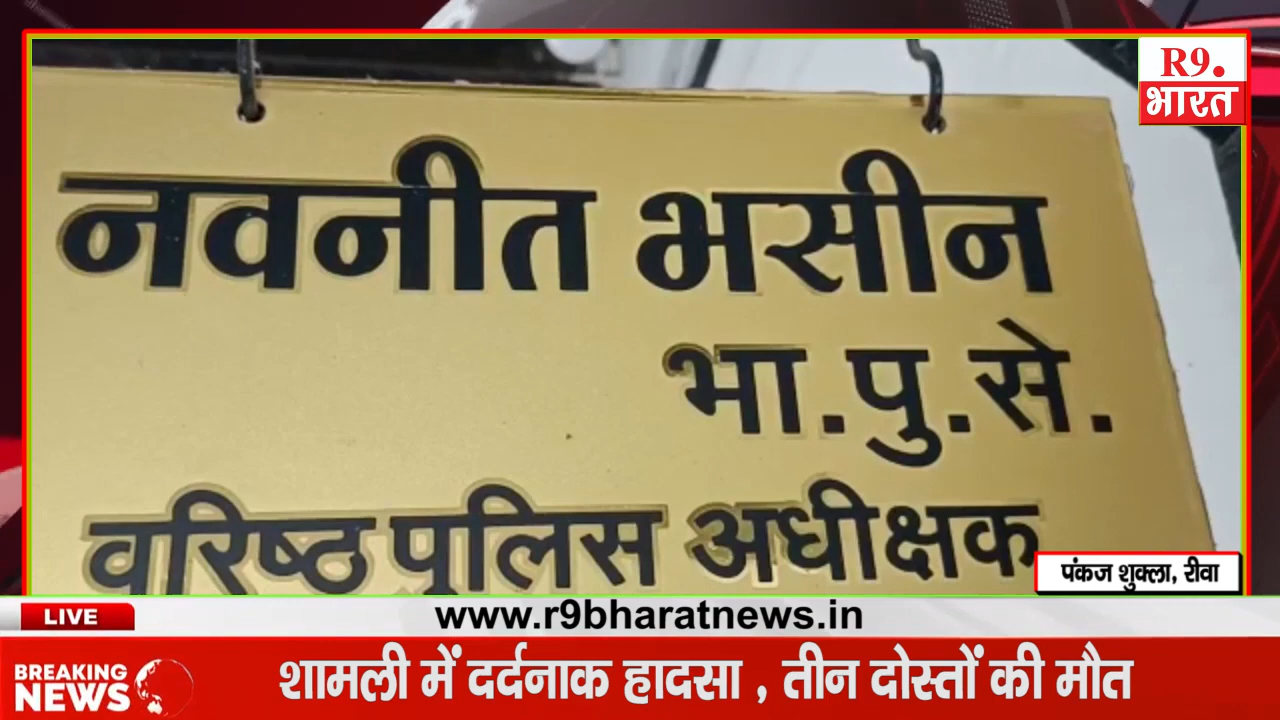 R9.
भारत
नवनीत भसीन
भा.पु.से.
वरिष्ठ पुलिस अधीक्षक
पंकज शुक्ला, रीवा
LIVE
www.r9bharatnews.in
BREAKING
NEWS
शामली में दर्दनाक हादसा , तीन दोस्तों की मौत